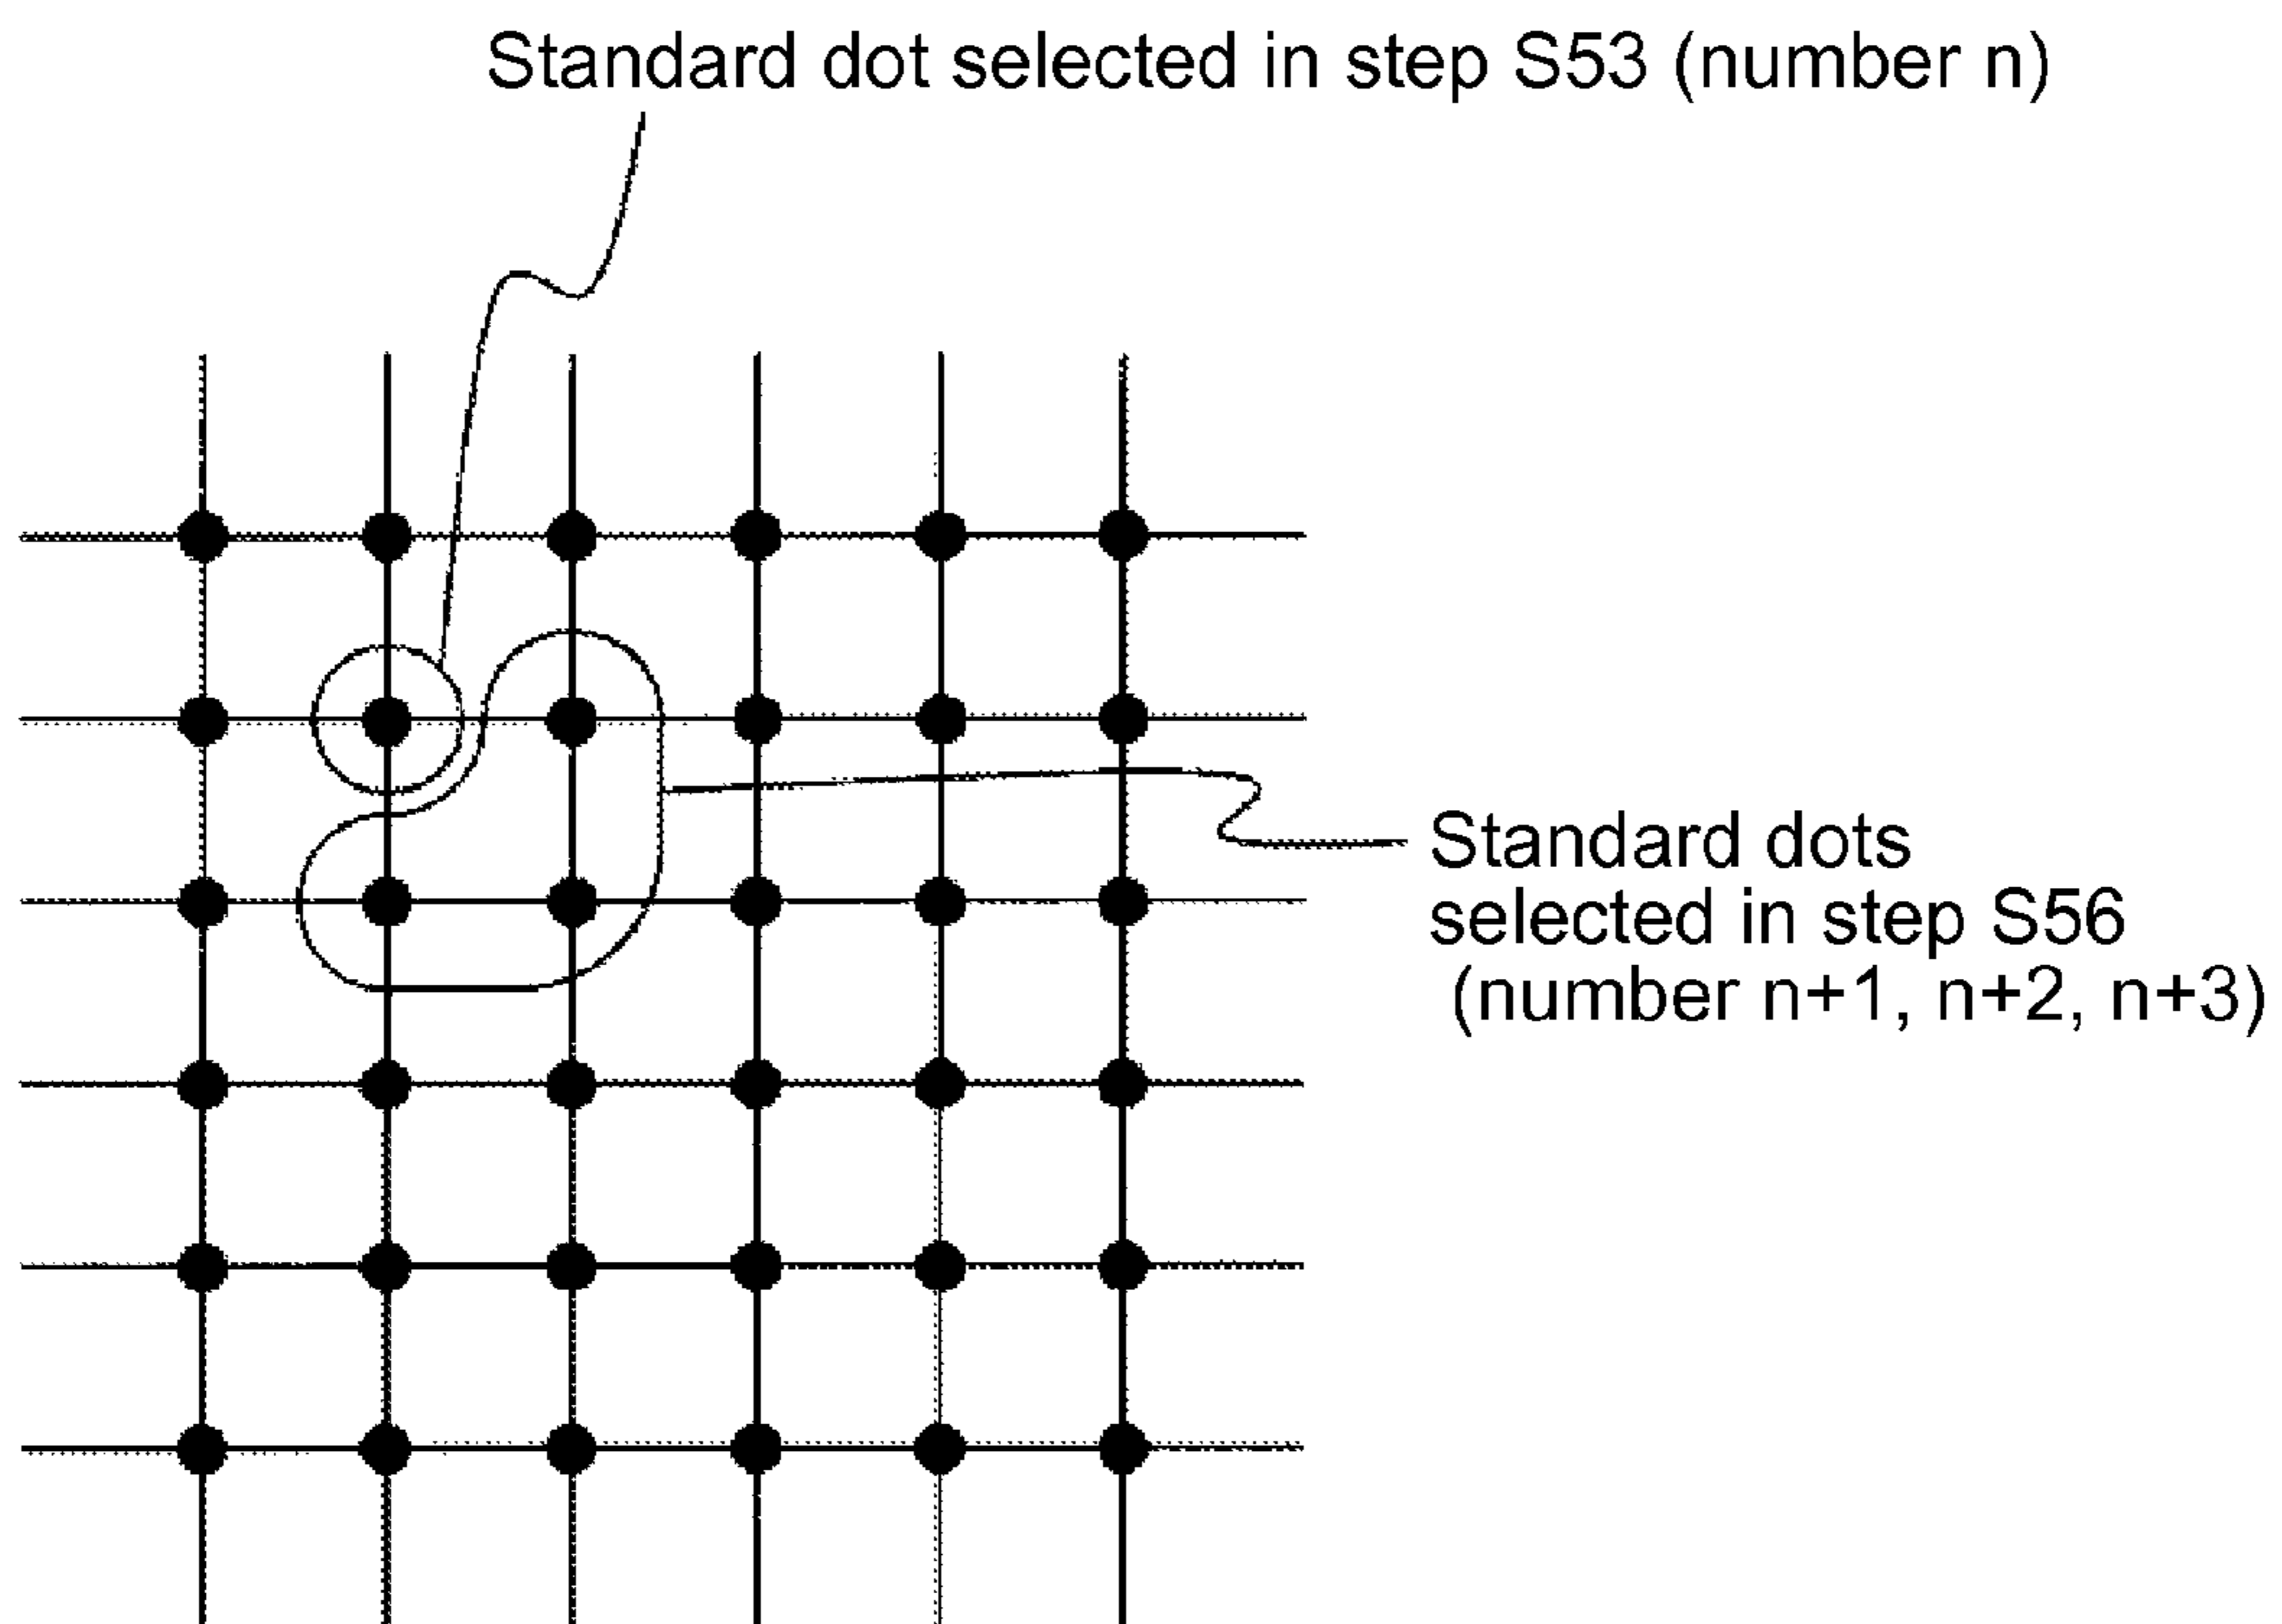 Standard dot selected in step S53 (number n)
Standard dots
selected in step S56
(number n+1, n+2, n+3)